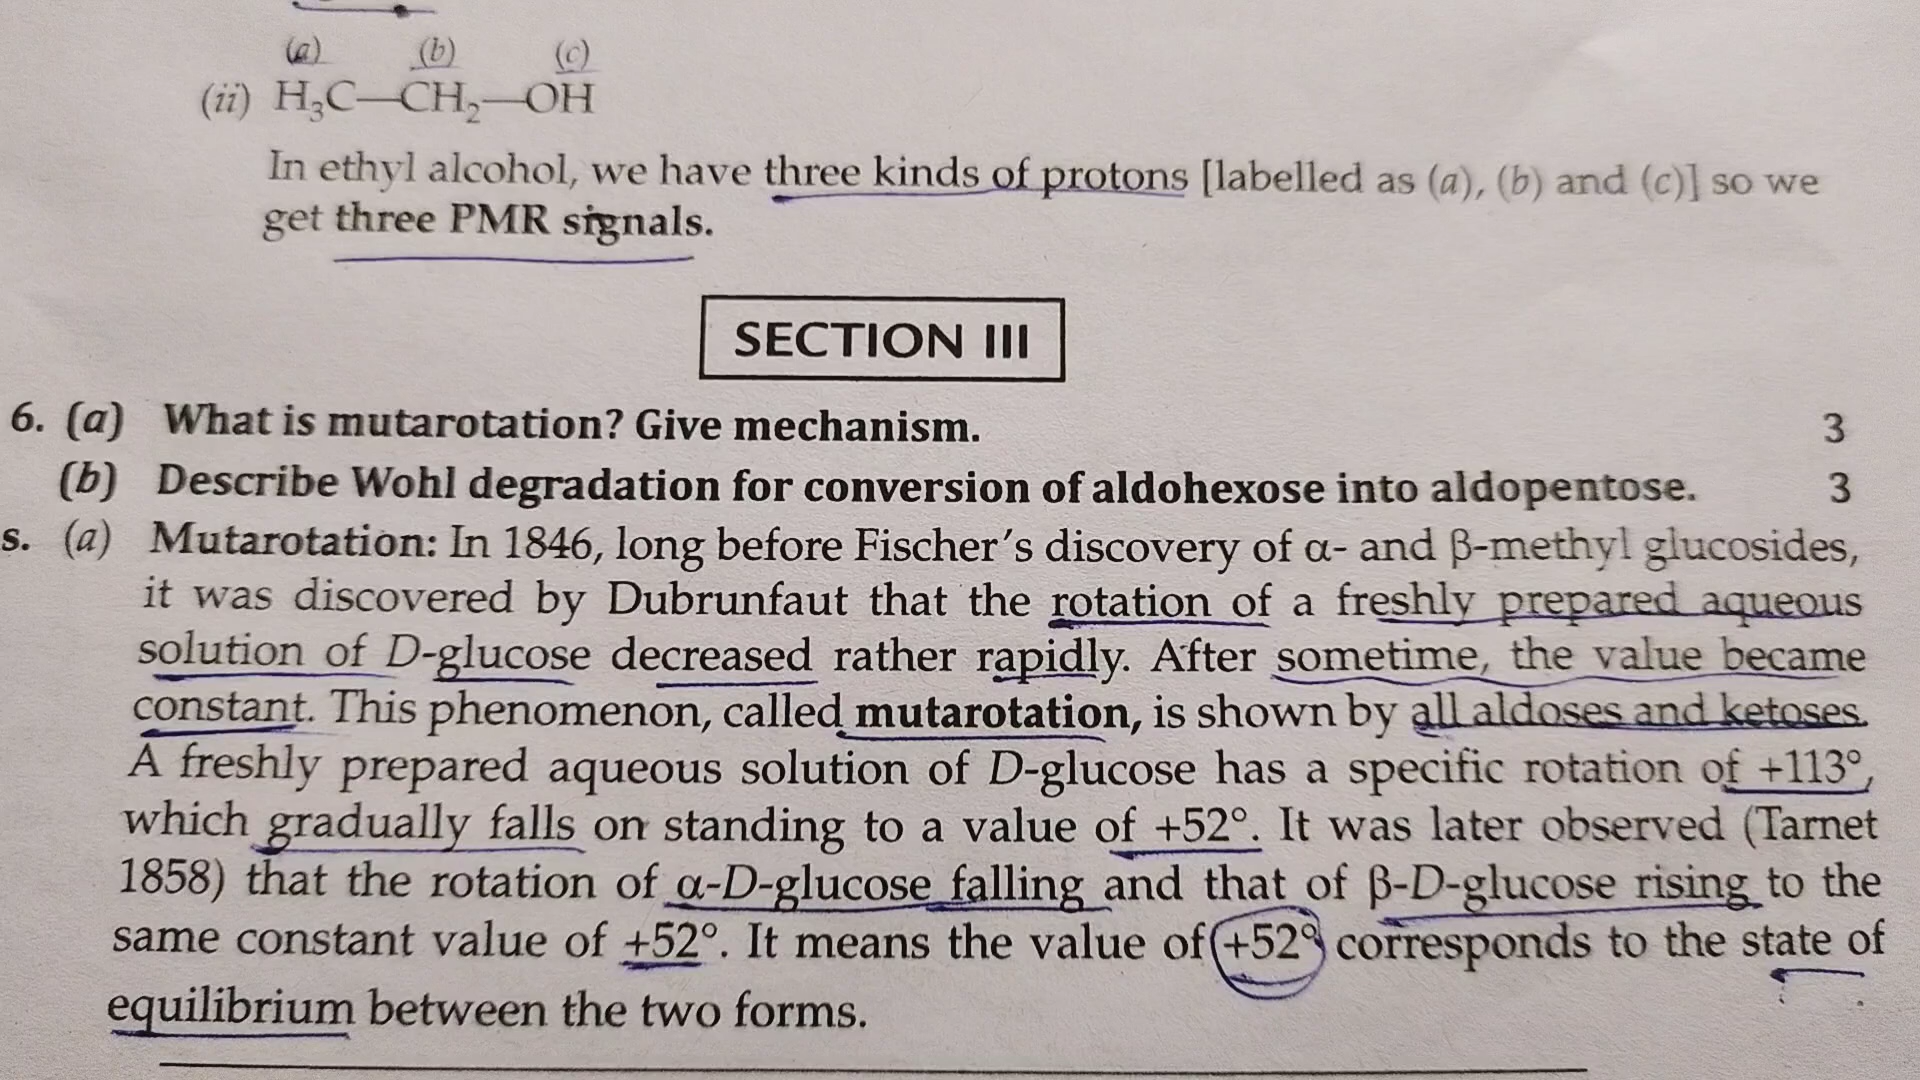 (a) (b) (c)
(ii) H₃C—CH₂—OH
In ethyl alcohol, we have three kinds of protons [labelled as (a), (b) and (c)] so we
get three PMR signals.
SECTION III
6. (a) What is mutarotation? Give mechanism. 3
(b) Describe Wohl degradation for conversion of aldohexose into aldopentose. 3
s. (a) Mutarotation: In 1846, long before Fischer's discovery of α- and β-methyl glucosides,
it was discovered by Dubrunfaut that the rotation of a freshly prepared aqueous
solution of D-glucose decreased rather rapidly. After sometime, the value became
constant. This phenomenon, called mutarotation, is shown by all aldoses and ketoses.
A freshly prepared aqueous solution of D-glucose has a specific rotation of +113°,
which gradually falls on standing to a value of +52°. It was later observed (Tarnet
1858) that the rotation of α-D-glucose falling and that of β-D-glucose rising to the
same constant value of +52°. It means the value of +52° corresponds to the state of
equilibrium between the two forms.